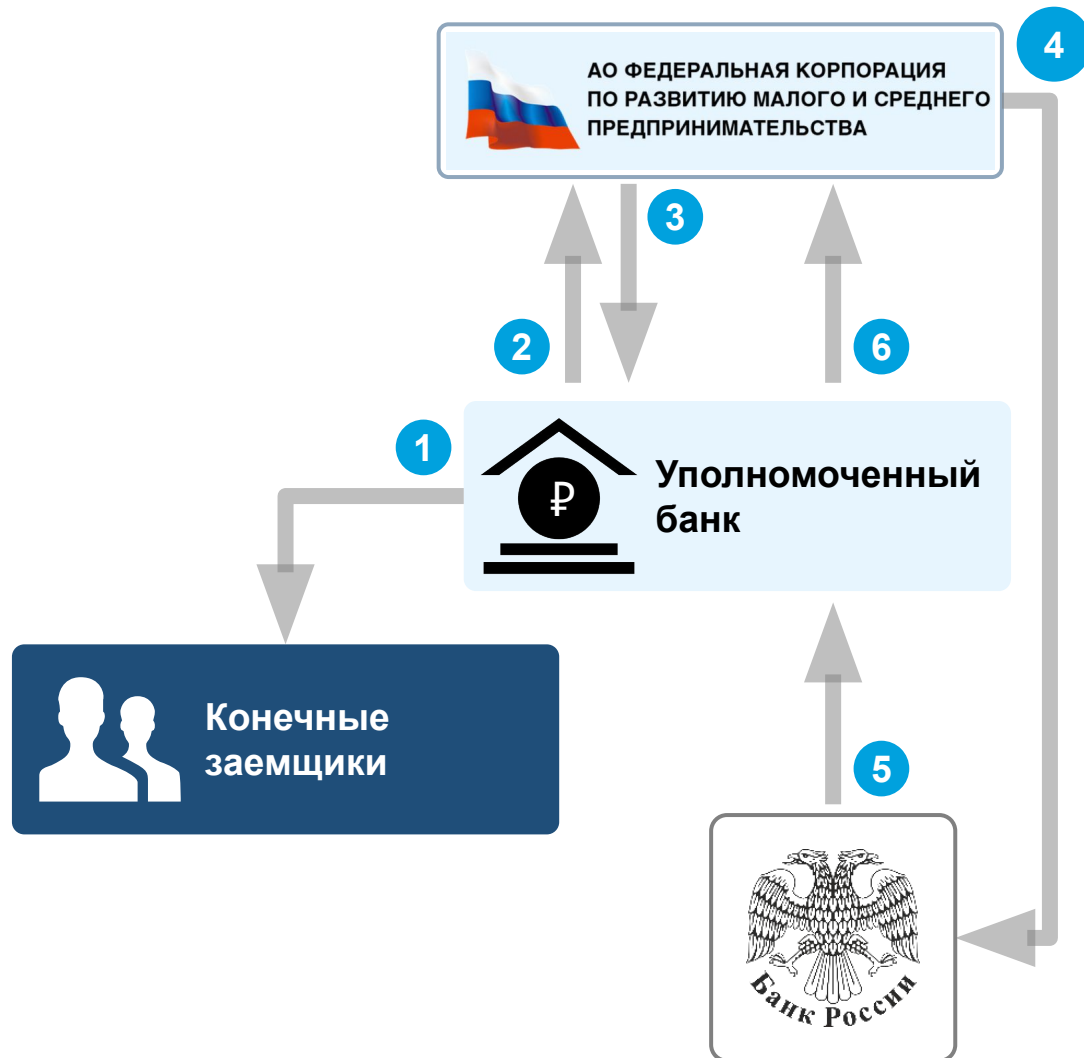 4
АО ФЕДЕРАЛЬНАЯ КОРПОРАЦИЯ
ПО РАЗВИТИЮ МАЛОГО И СРЕДНЕГО
ПРЕДПРИНИМАТЕЛЬСТВА
3
2
6
1
₽
Уполномоченный
банк
Конечные
заемщики
5
Банк России